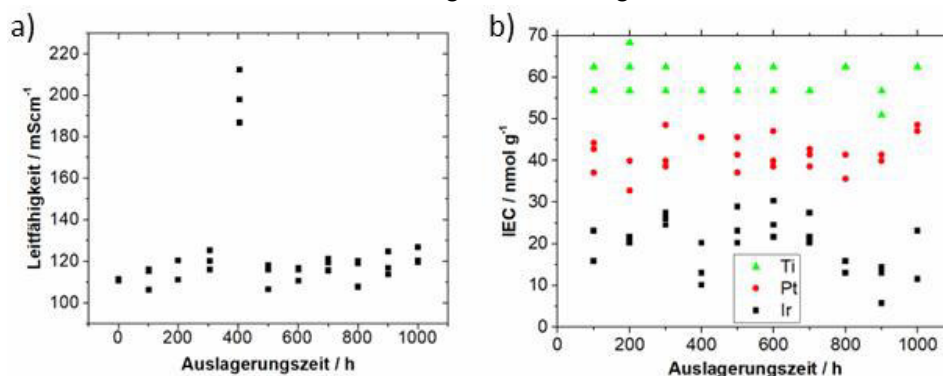 a)
Leitfähigkeit / mScm⁻¹
220
200
180
160
140
120
100
0 200 400 600 800 1000
Auslagerungszeit / h
b)
IEC / nmol g⁻¹
70
60
50
40
30
20
10
0
Ti
Pt
Ir
200 400 600 800 1000
Auslagerungszeit / h